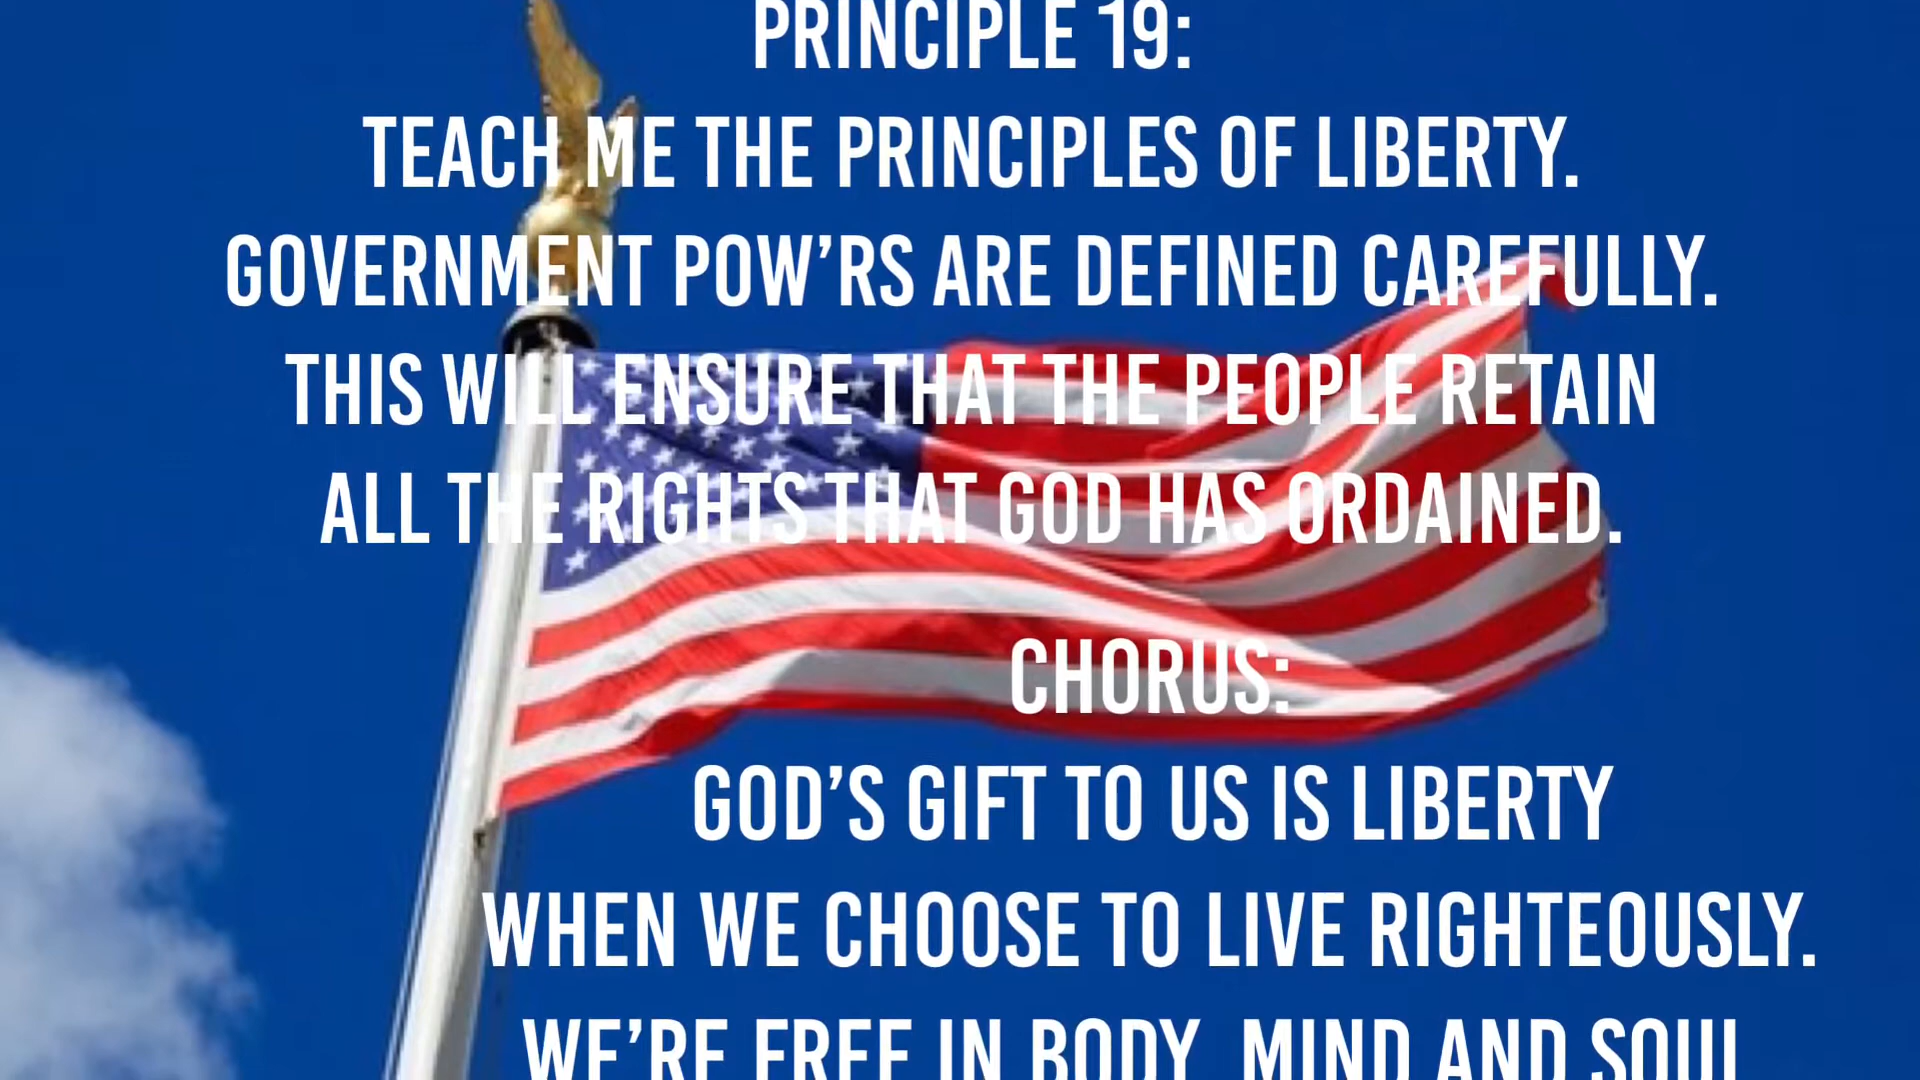 PRINCIPLE 19:
TEACH ME THE PRINCIPLES OF LIBERTY.
GOVERNMENT POW'RS ARE DEFINED CAREFULLY.
THIS WILL ENSURE THAT THE PEOPLE RETAIN
ALL THE RIGHTS THAT GOD HAS ORDAINED.
CHORUS:
GOD'S GIFT TO US IS LIBERTY
WHEN WE CHOOSE TO LIVE RIGHTEOUSLY.
WE'RE FREE IN BODY, MIND AND SOUL